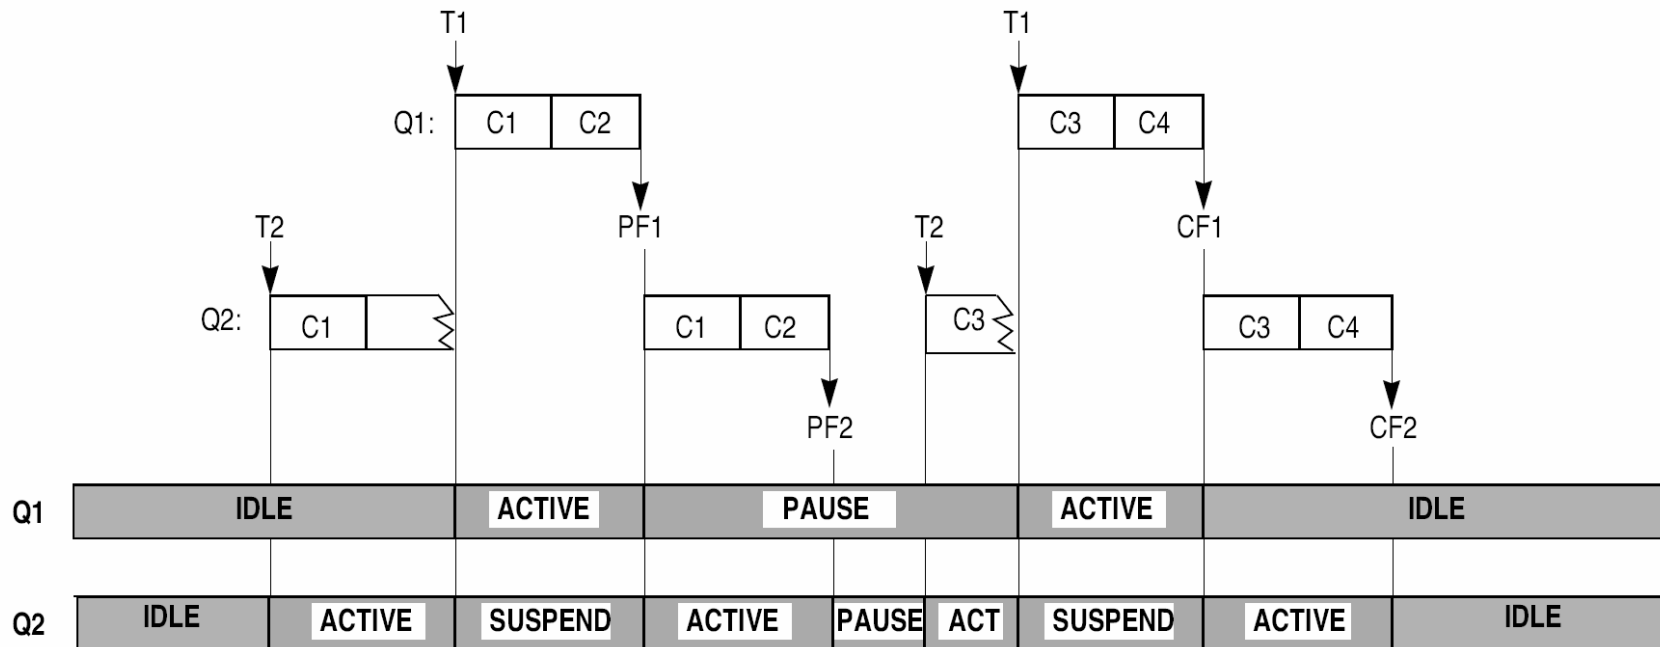 T1 T1
Q1: C1 C2 C3 C4
T2 PF1 T2 CF1
Q2: C1 C1 C2 C3 C3 C4
PF2 CF2
Q1 IDLE ACTIVE PAUSE ACTIVE IDLE
Q2 IDLE ACTIVE SUSPEND ACTIVE PAUSE ACT SUSPEND ACTIVE IDLE